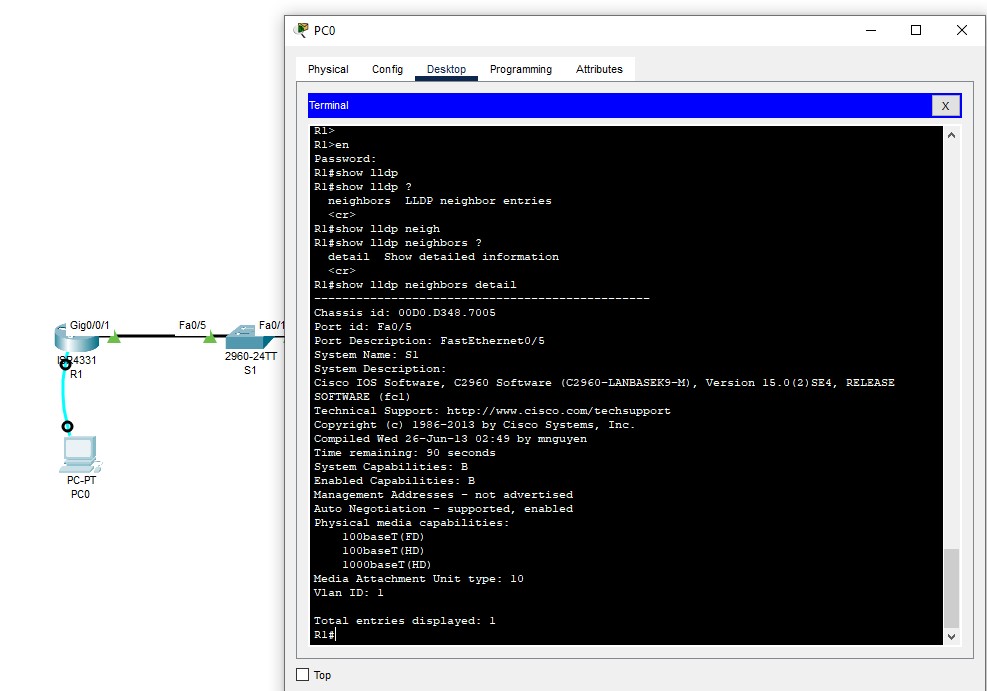 PC0
Physical Config Desktop Programming Attributes
Terminal
X
R1>
R1>en
Password:
R1#show lldp
R1#show lldp ?
neighbors  LLDP neighbor entries
<cr>
R1#show lldp neigh
R1#show lldp neighbors ?
detail  Show detailed information
<cr>
R1#show lldp neighbors detail
------------------------------------------------
Chassis id: 00D0.D348.7005
Port id: Fa0/5
Port Description: FastEthernet0/5
System Name: S1
System Description:
Cisco IOS Software, C2960 Software (C2960-LANBASEK9-M), Version 15.0(2)SE4, RELEASE
SOFTWARE (fc1)
Technical Support: http://www.cisco.com/techsupport
Copyright (c) 1986-2013 by Cisco Systems, Inc.
Compiled Wed 26-Jun-13 02:49 by mnguyen
Time remaining: 90 seconds
System Capabilities: B
Enabled Capabilities: B
Management Addresses - not advertised
Auto Negotiation - supported, enabled
Physical media capabilities:
100baseT(FD)
100baseT(HD)
1000baseT(HD)
Media Attachment Unit type: 10
Vlan ID: 1
Total entries displayed: 1
R1#
Top
Gig0/0/1
Fa0/5
Fa0/1
ISR4331
R1
2960-24TT
S1
PC-PT
PC0